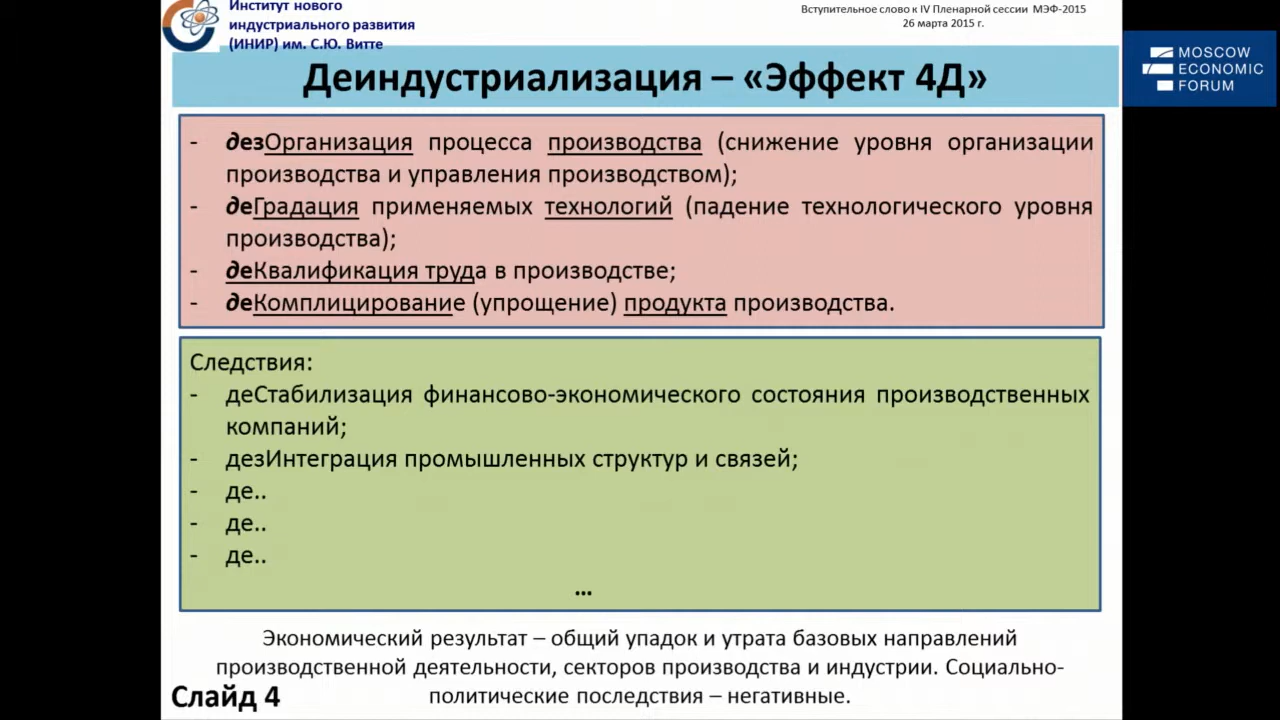 Институт нового
индустриального развития
(ИНИР) им. С.Ю. Витте
Вступительное слово к IV Пленарной сессии МЭФ-2015
26 марта 2015 г.
MOSCOW
ECONOMIC
FORUM
Деиндустриализация – «Эффект 4Д»
- дезОрганизация процесса производства (снижение уровня организации
производства и управления производством);
- деГрадация применяемых технологий (падение технологического уровня
производства);
- деКвалификация труда в производстве;
- деКомплицирование (упрощение) продукта производства.
Следствия:
- деСтабилизация финансово-экономического состояния производственных
компаний;
- дезИнтеграция промышленных структур и связей;
- де..
- де..
- де..
...
Экономический результат – общий упадок и утрата базовых направлений
производственной деятельности, секторов производства и индустрии. Социально-
политические последствия – негативные.
Слайд 4